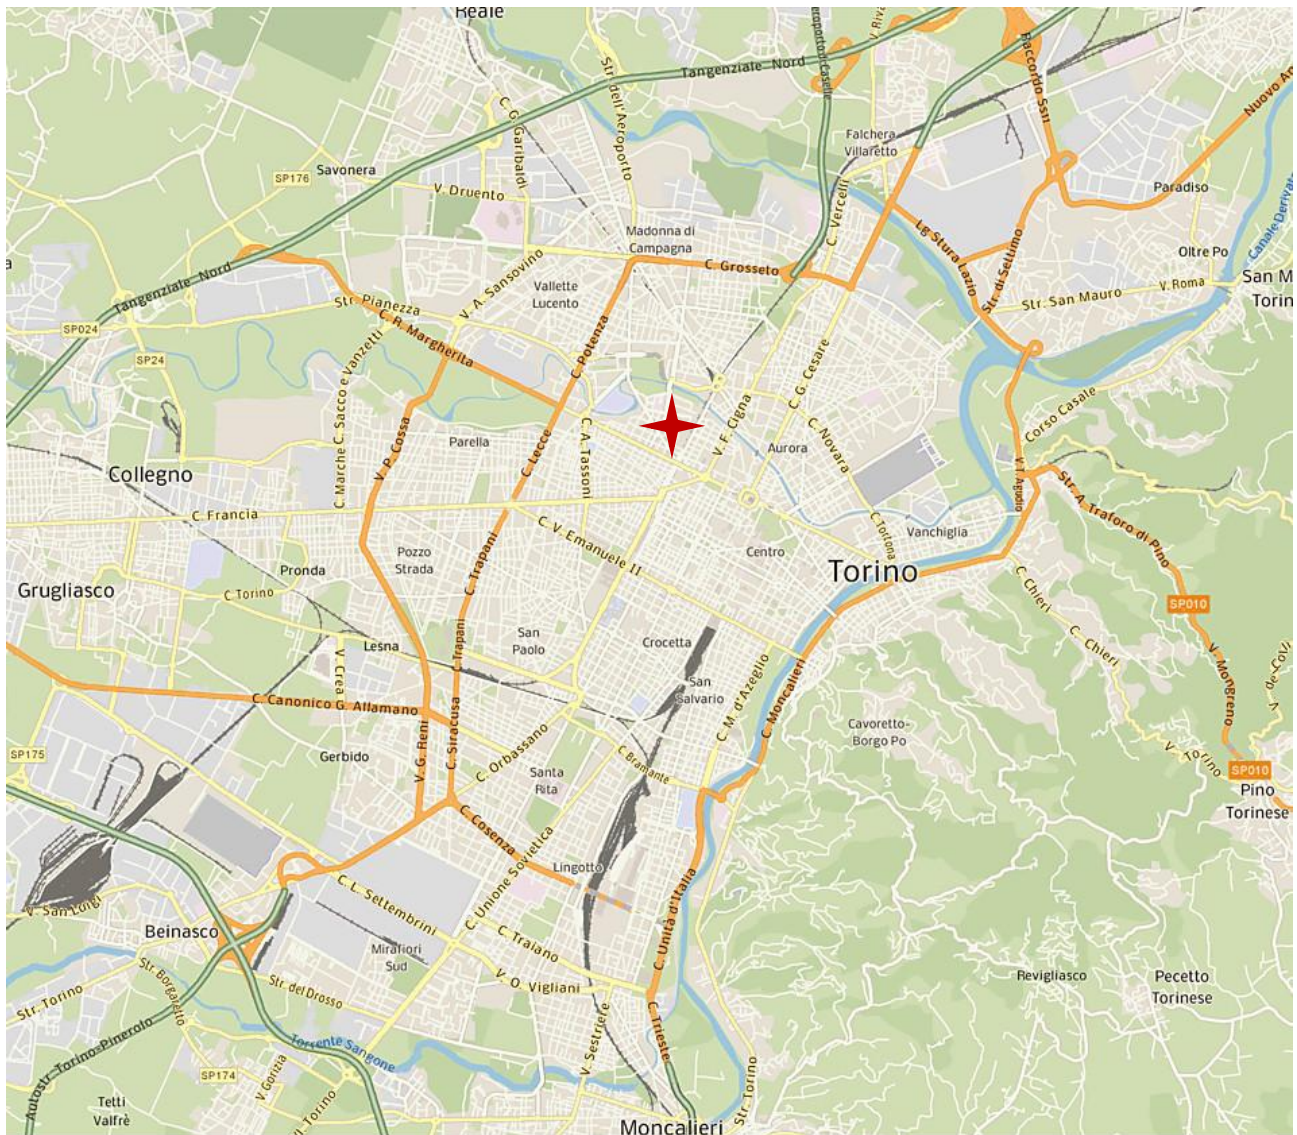 Reale
Tangenziale Nord
Str. dell'Aeroporto
V. Riva
Raccordo SS11
Nuovo
C. G. Garibaldi
Falchera
Villaretto
Savonera
SP176
V. Druento
C. Vercelli
Paradiso
Canale Derivat
Madonna di
Campagna
Lg Stura Lazio
Str. di Settimo
Oltre Po
C. Grosseto
Tangenziale Nord
V. A. Sansovino
Vallette
Lucento
San M
Torin
V. Roma
Str. San Mauro
Str. Pianezza
C. R. Margherita
SP024
SP24
C. Potenza
C. G. Cesare
C. Marche C. Sacco e Vanzetti
V. F. Cigna
Corso Casale
V. P. Cossa
Parella
C. Lecce
C. A. Tassoni
C. Novara
Aurora
Collegno
V. T. Agudio
Str. A. Traforo di Pino
C. Francia
C. V. Emanuele II
C. Tortona
Vanchiglia
Centro
Pozzo
Strada
C. Trapani
Torino
Pronda
Grugliasco
C. Torino
C. Chieri
SP010
San
Paolo
Crocetta
Lesna
C. Trapani
C. Chieri
V. Crea
San
Salvario
C. M. d'Azeglio
C. Moncalieri
V. Mongreno
C. Canonico G. Allamano
C. Siracusa
V. G. Reni
Cavoretto-
Borgo Po
SP175
Gerbido
C. Orbassano
C. Bramante
V. Torino
SP010
Santa
Rita
Pino
Torinese
C. Cosenza
Lingotto
C. Unione Sovietica
C. L. Settembrini
C. Unità d'Italia
V. San Luigi
Beinasco
Mirafiori
Sud
C. Traiano
V. O. Vigliani
Revigliasco
Pecetto
Torinese
Str. Torino
Str. Borgaretto
Str. del Drosso
C. Trieste
V. Sestriere
Autostr. Torino-Pinerolo
Torrente Sangone
SP174
V. Gorizia
Str. Torino
Tetti
Valfrè
Moncalieri